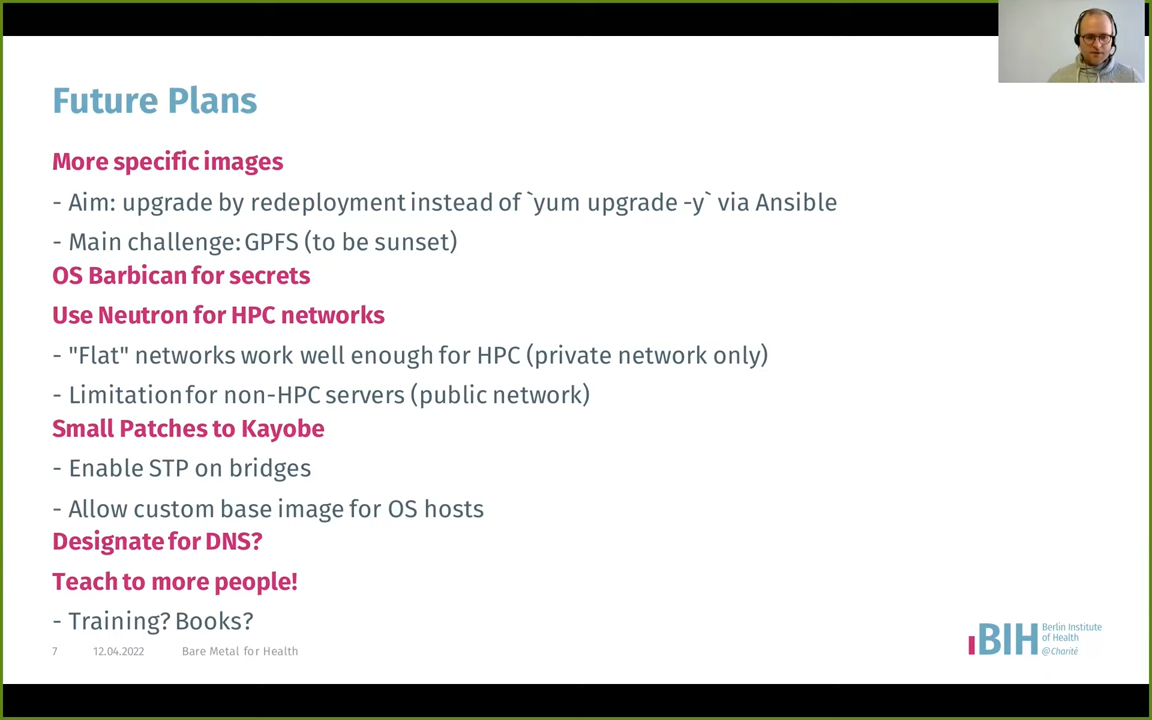 Future Plans
More specific images
- Aim: upgrade by redeployment instead of `yum upgrade -y` via Ansible
- Main challenge: GPFS (to be sunset)
OS Barbican for secrets
Use Neutron for HPC networks
- "Flat" networks work well enough for HPC (private network only)
- Limitation for non-HPC servers (public network)
Small Patches to Kayobe
- Enable STP on bridges
- Allow custom base image for OS hosts
Designate for DNS?
Teach to more people!
- Training? Books?
7 12.04.2022 Bare Metal for Health
BIH Berlin Institute
of Health
@Charité